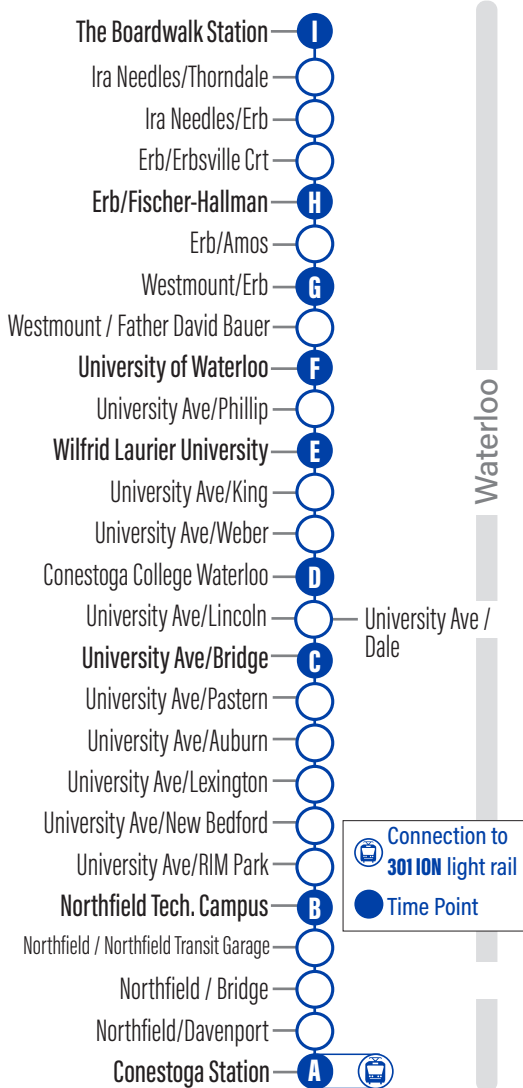 The Boardwalk Station
I
Ira Needles/Thorndale
Ira Needles/Erb
Erb/Erbsville Crt
Erb/Fischer-Hallman
H
Erb/Amos
Westmount/Erb
G
Westmount / Father David Bauer
University of Waterloo
F
University Ave/Phillip
Wilfrid Laurier University
E
University Ave/King
University Ave/Weber
Conestoga College Waterloo
D
University Ave/Lincoln
University Ave /
Dale
University Ave/Bridge
C
University Ave/Pastern
University Ave/Auburn
University Ave/Lexington
University Ave/New Bedford
University Ave/RIM Park
Northfield Tech. Campus
B
Northfield / Northfield Transit Garage
Northfield / Bridge
Northfield/Davenport
Conestoga Station
A
Waterloo
Connection to
301 ION light rail
Time Point